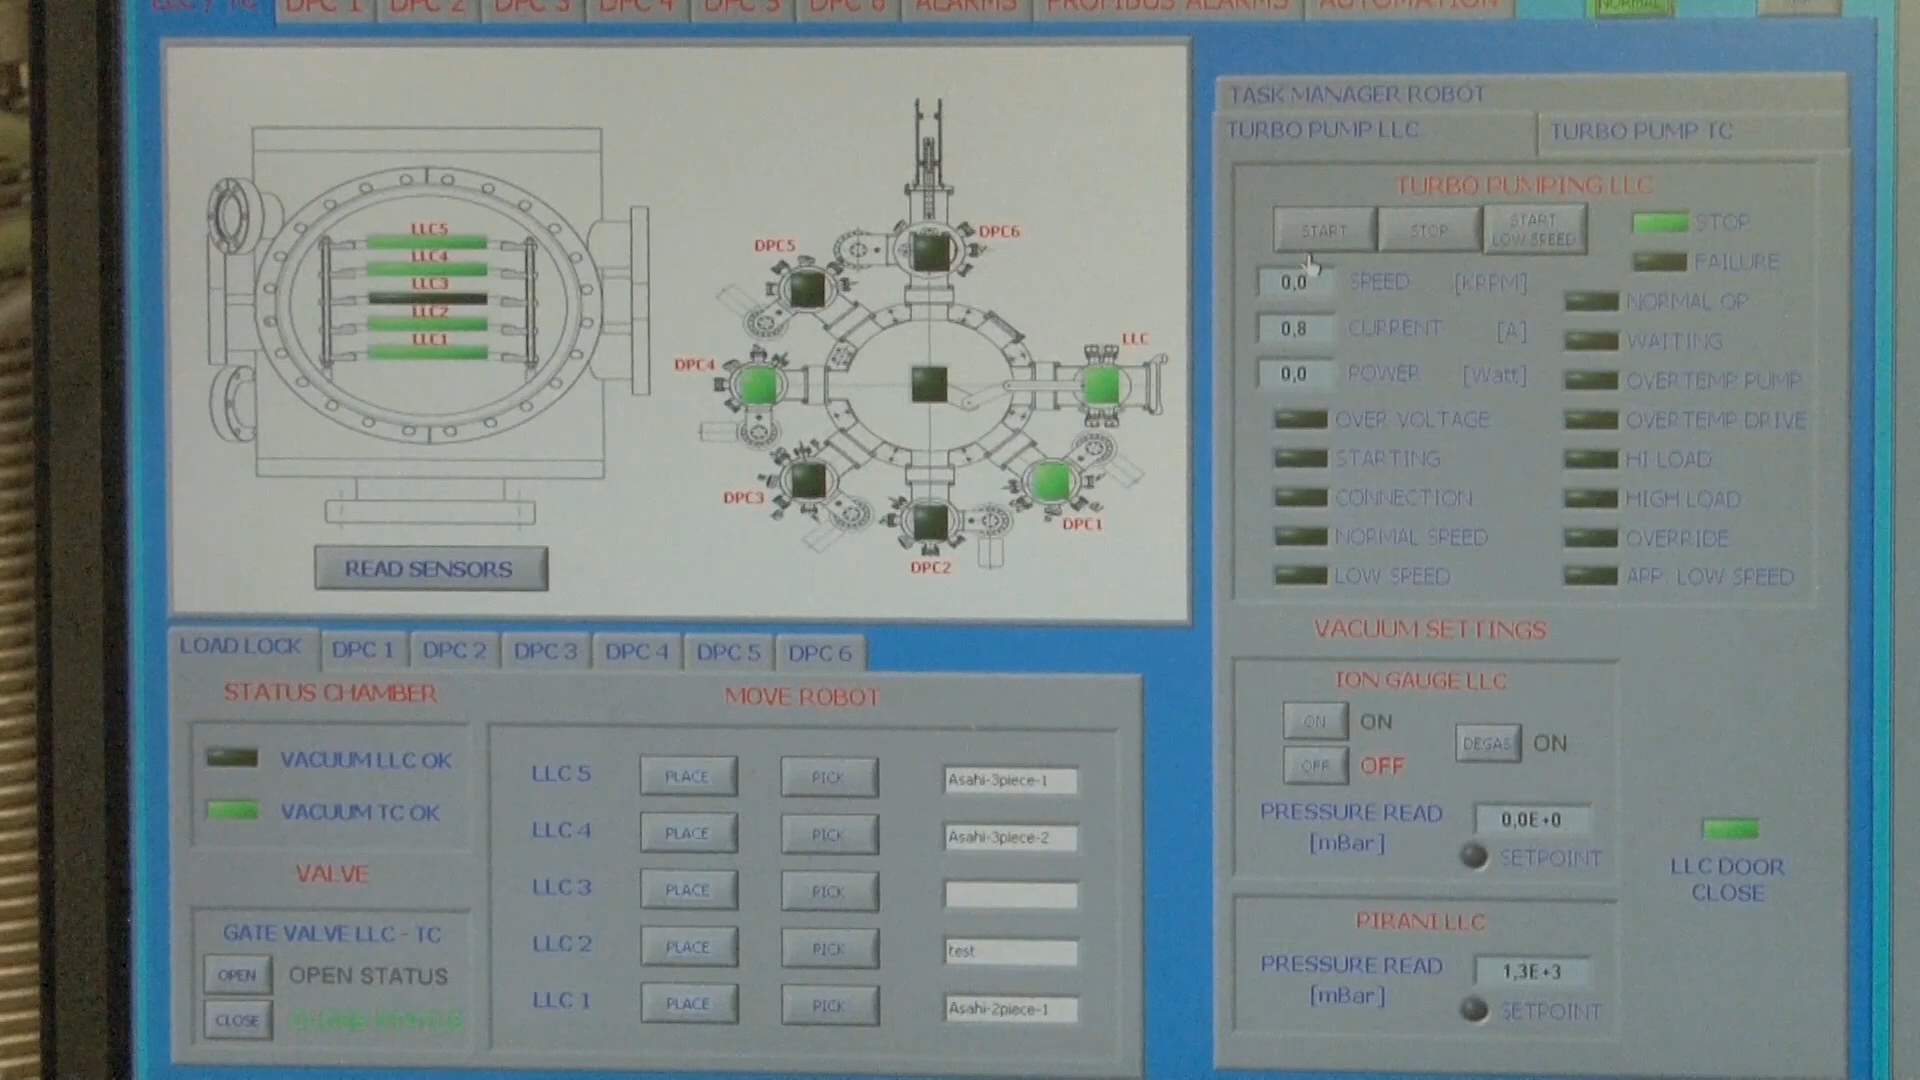 LLC / TC DPC 1 DPC 2 DPC 3 DPC 4 DPC 5 DPC 6 ALARMS PROFIBUS ALARMS AUTOMATION NORMAL
LLC5
LLC4
LLC3
LLC2
LLC1
READ SENSORS
DPC6
DPC5
LLC
DPC4
DPC3
DPC1
DPC2
TASK MANAGER ROBOT
TURBO PUMP LLC TURBO PUMP TC
TURBO PUMPING LLC
START STOP START LOW SPEED
STOP
FAILURE
0,0 SPEED [KRPM]
NORMAL OP
0,8 CURRENT [A]
WAITING
0,0 POWER [Watt]
OVERTEMP PUMP
OVER VOLTAGE OVERTEMP DRIVE
STARTING HI LOAD
CONNECTION HIGH LOAD
NORMAL SPEED OVERRIDE
LOW SPEED APP. LOW SPEED
LOAD LOCK DPC 1 DPC 2 DPC 3 DPC 4 DPC 5 DPC 6
STATUS CHAMBER
VACUUM LLC OK
VACUUM TC OK
VALVE
GATE VALVE LLC - TC
OPEN OPEN STATUS
CLOSE
MOVE ROBOT
LLC 5 PLACE PICK Asahi-3piece-1
LLC 4 PLACE PICK Asahi-3piece-2
LLC 3 PLACE PICK
LLC 2 PLACE PICK test
LLC 1 PLACE PICK Asahi-2piece-1
VACUUM SETTINGS
ION GAUGE LLC
ON ON
DEGAS ON
OFF OFF
PRESSURE READ 0,0E+0
[mBar]
SETPOINT
LLC DOOR
CLOSE
PIRANI LLC
PRESSURE READ 1,3E+3
[mBar]
SETPOINT